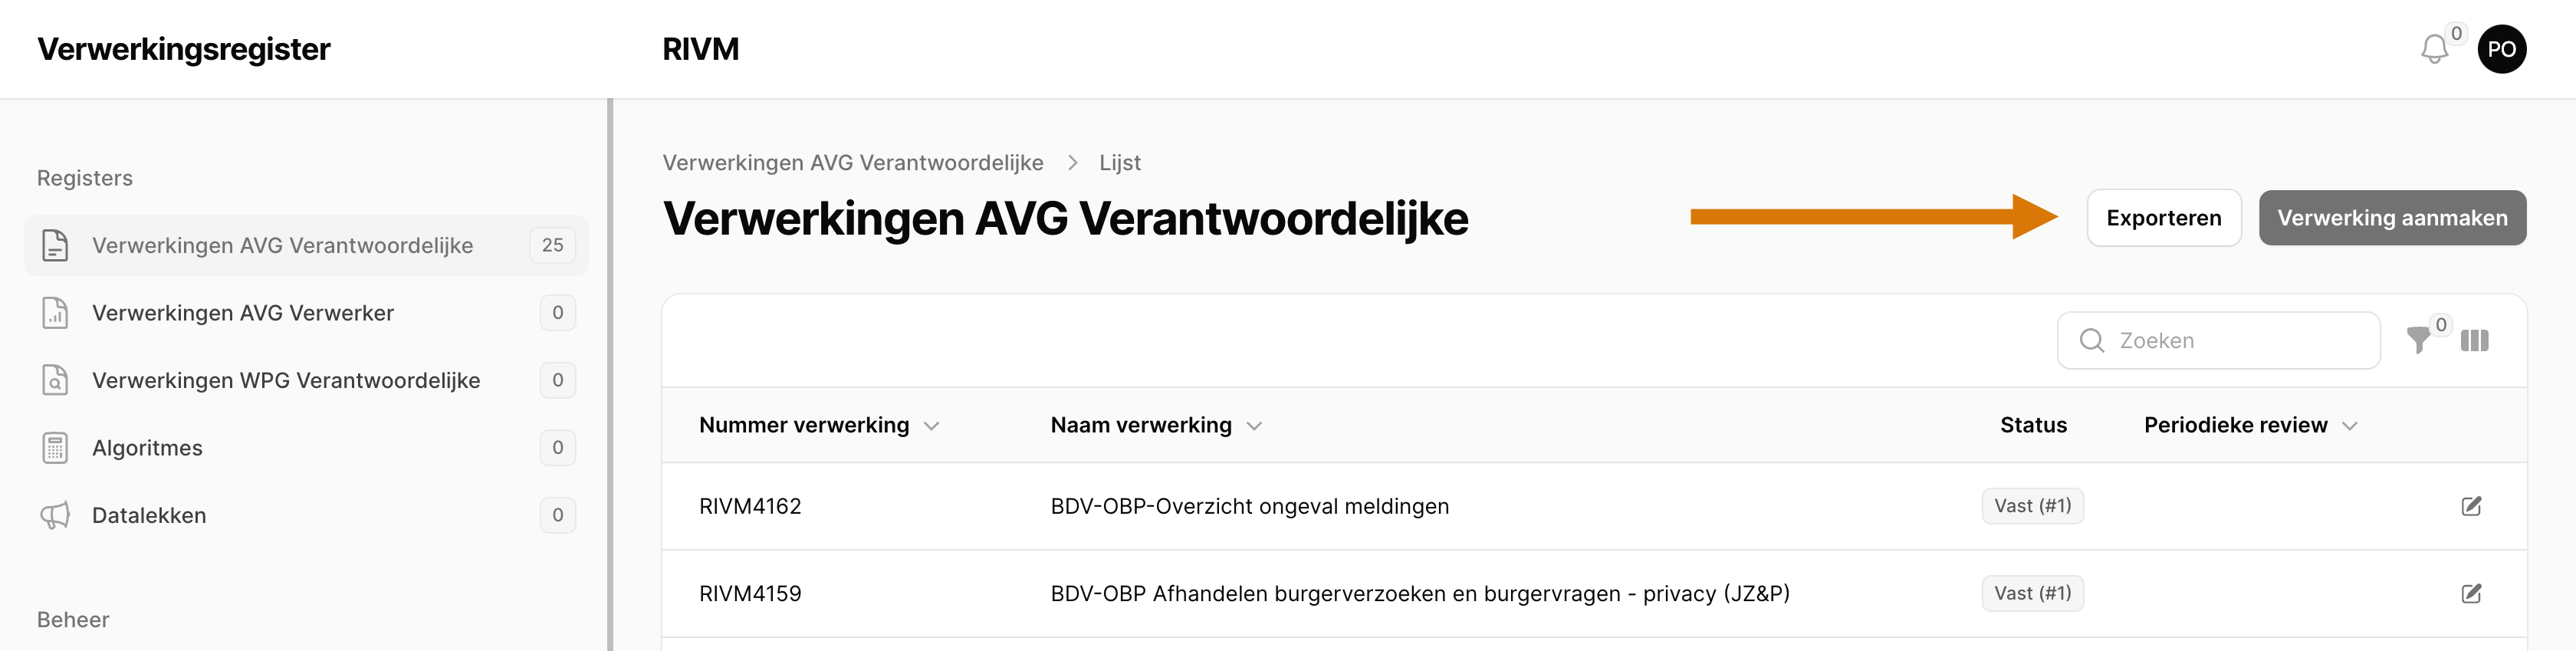 Verwerkingsregister
RIVM
0
PO
Registers
Verwerkingen AVG Verantwoordelijke 25
Verwerkingen AVG Verwerker 0
Verwerkingen WPG Verantwoordelijke 0
Algoritmes 0
Datalekken 0
Beheer
Verwerkingen AVG Verantwoordelijke > Lijst
Verwerkingen AVG Verantwoordelijke
Exporteren
Verwerking aanmaken
Zoeken
0
Nummer verwerking Naam verwerking Status Periodieke review
RIVM4162 BDV-OBP-Overzicht ongeval meldingen Vast (#1)
RIVM4159 BDV-OBP Afhandelen burgerverzoeken en burgervragen - privacy (JZ&P) Vast (#1)